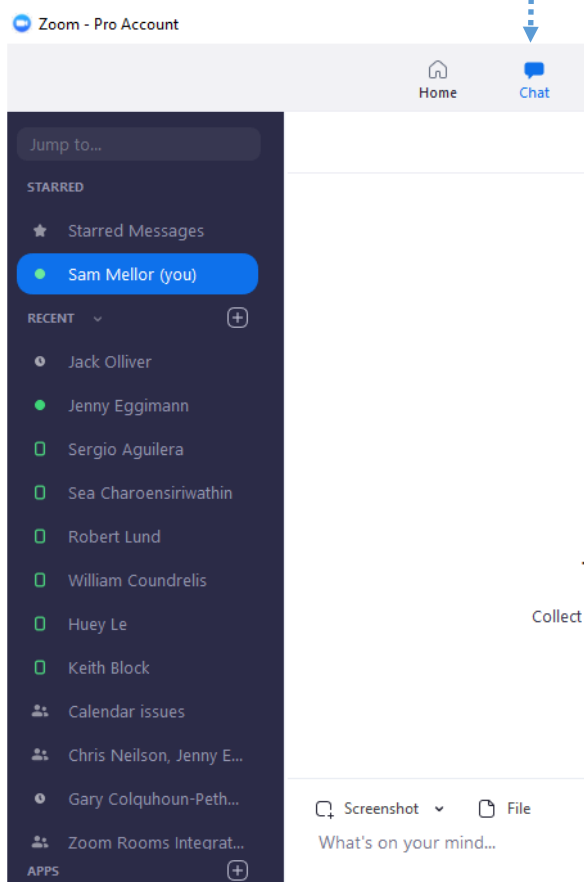 Zoom - Pro Account
Home
Chat
Jump to...
STARRED
Starred Messages
Sam Mellor (you)
RECENT
Jack Olliver
Jenny Eggimann
Sergio Aguilera
Sea Charoensiriwathin
Robert Lund
William Coundrelis
Huey Le
Keith Block
Calendar issues
Chris Neilson, Jenny E...
Gary Colquhoun-Peth...
Zoom Rooms Integrat...
APPS
Collect
Screenshot
File
What's on your mind...